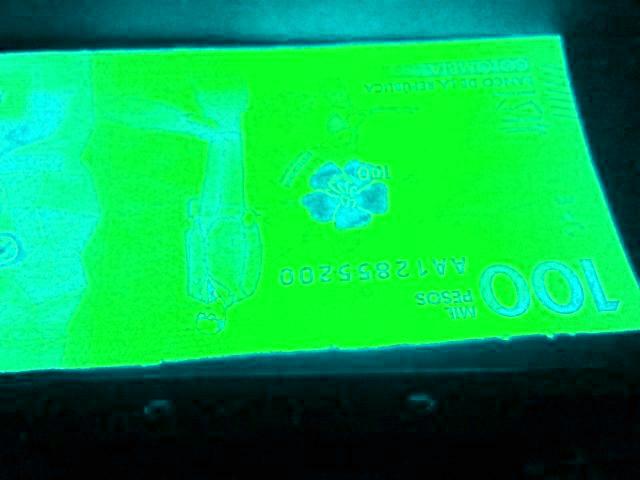 100
MIL
PESOS
AA12855200
100
BANCO DE LA REPÚBLICA
COLOMBIA